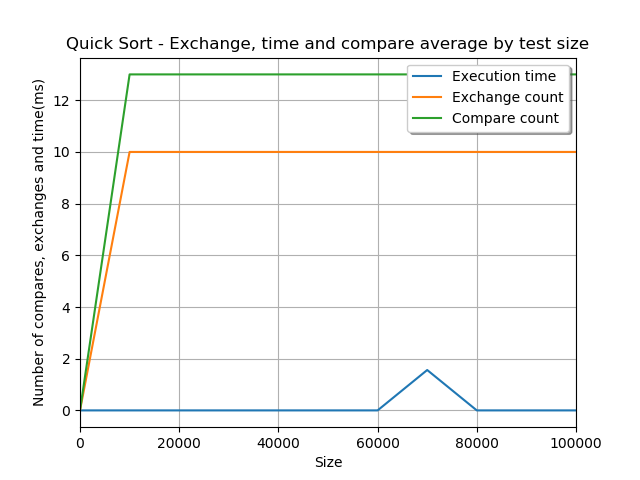 Quick Sort - Exchange, time and compare average by test size
Execution time
Exchange count
Compare count
Number of compares, exchanges and time(ms)
12
10
8
6
4
2
0
0 20000 40000 60000 80000 100000
Size